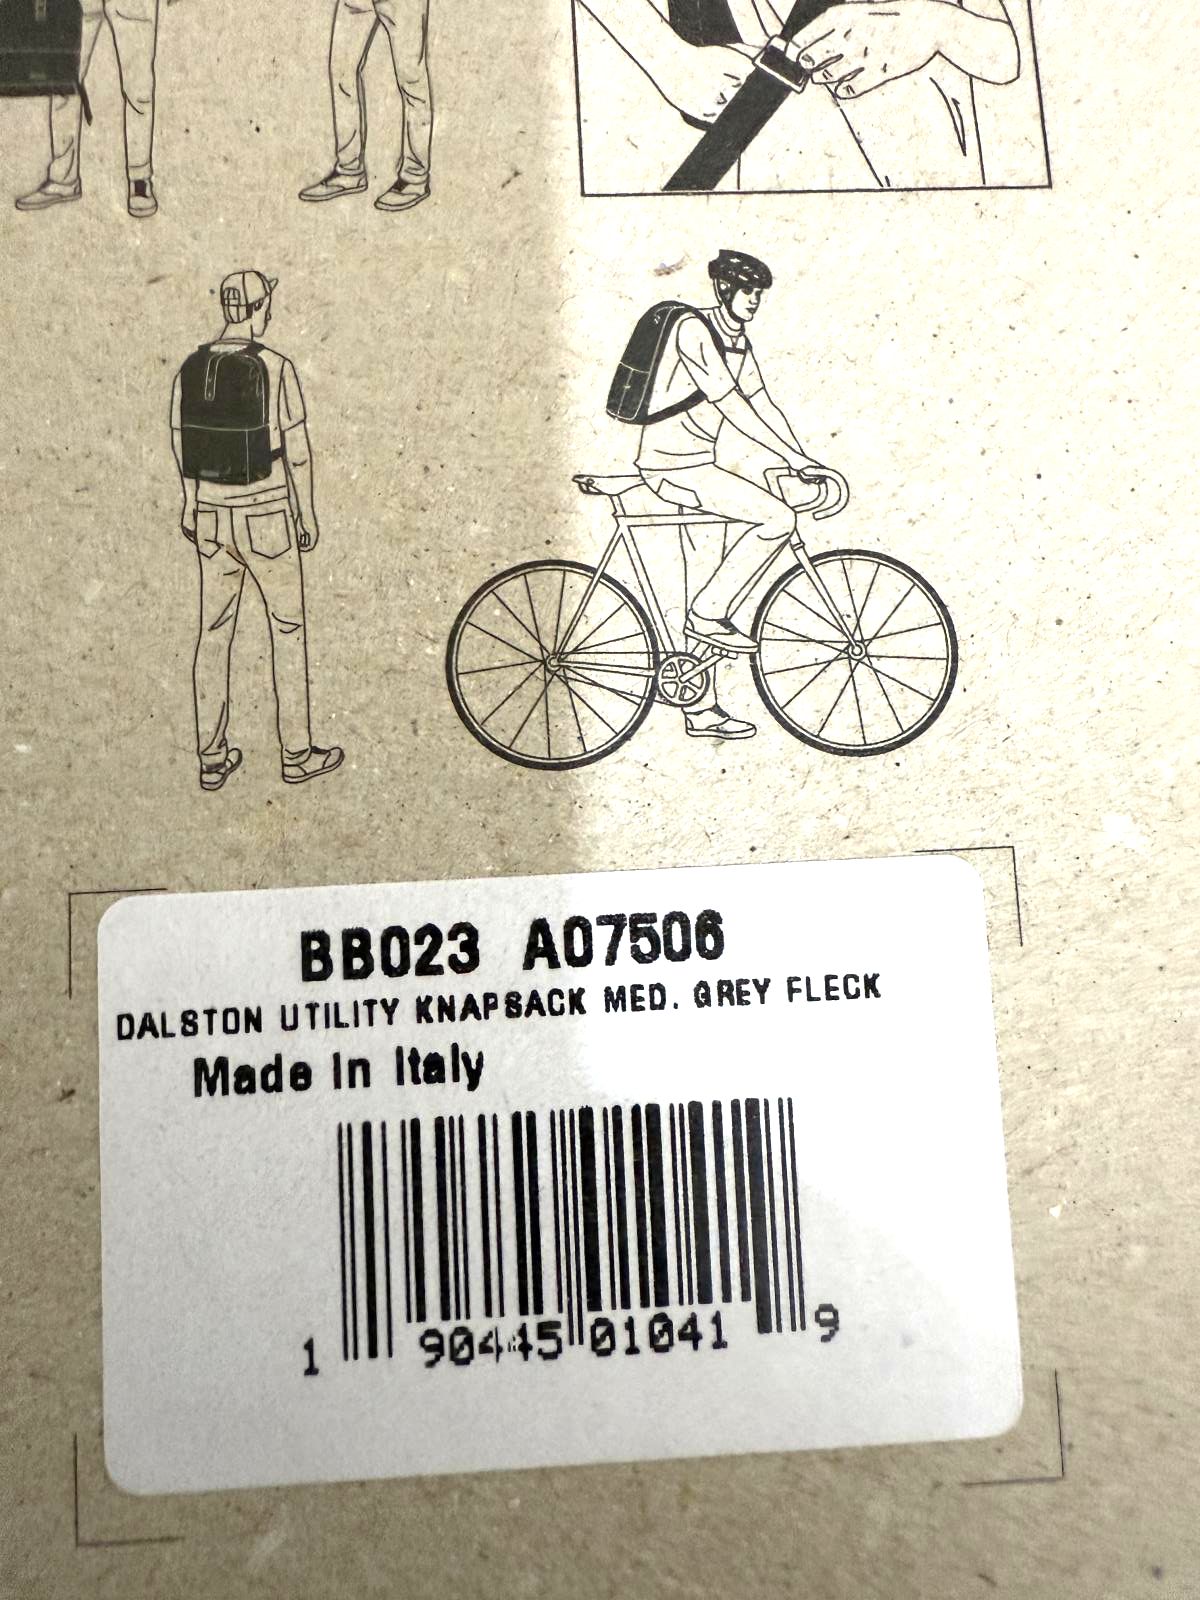 BB023 A07506
DALSTON UTILITY KNAPSACK MED. GREY FLECK
Made In Italy
1 90445 01041 9